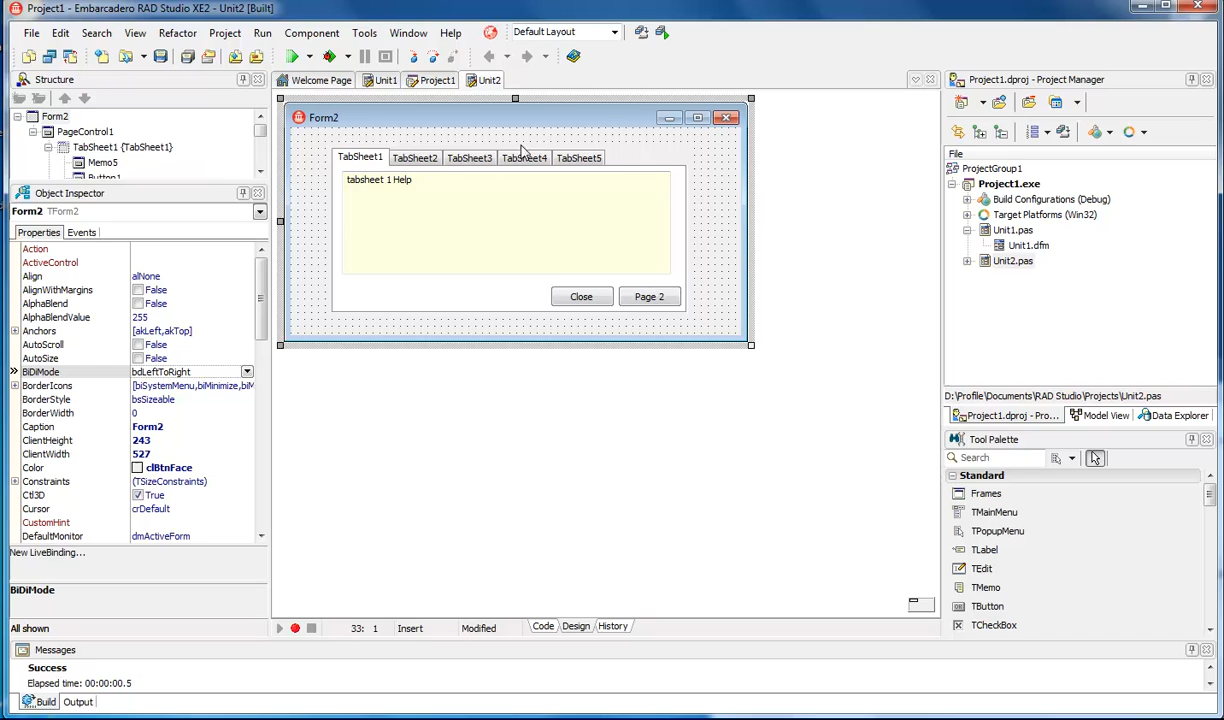 Project1 - Embarcadero RAD Studio XE2 - Unit2 [Built]
File Edit Search View Refactor Project Run Component Tools Window Help Default Layout
Structure
Form2
PageControl1
TabSheet1 {TabSheet1}
Memo5
Button1
Object Inspector
Form2 TForm2
Properties Events
Action
ActiveControl
Align alNone
AlignWithMargins False
AlphaBlend False
AlphaBlendValue 255
Anchors [akLeft,akTop]
AutoScroll False
AutoSize False
BiDiMode bdLeftToRight
BorderIcons [biSystemMenu,biMinimize,biM
BorderStyle bsSizeable
BorderWidth 0
Caption Form2
ClientHeight 243
ClientWidth 527
Color clBtnFace
Constraints (TSizeConstraints)
Ctl3D True
Cursor crDefault
CustomHint
DefaultMonitor dmActiveForm
New LiveBinding...
BiDiMode
All shown
Welcome Page Unit1 Project1 Unit2
Form2
TabSheet1 TabSheet2 TabSheet3 TabSheet4 TabSheet5
tabsheet 1 Help
Close Page 2
33: 1 Insert Modified Code Design History
Project1.dproj - Project Manager
File
ProjectGroup1
Project1.exe
Build Configurations (Debug)
Target Platforms (Win32)
Unit1.pas
Unit1.dfm
Unit2.pas
D:\Profile\Documents\RAD Studio\Projects\Unit2.pas
Project1.dproj - Pro... Model View Data Explorer
Tool Palette
Search
Standard
Frames
TMainMenu
TPopupMenu
TLabel
TEdit
TMemo
TButton
TCheckBox
Messages
Success
Elapsed time: 00:00:00.5
Build Output